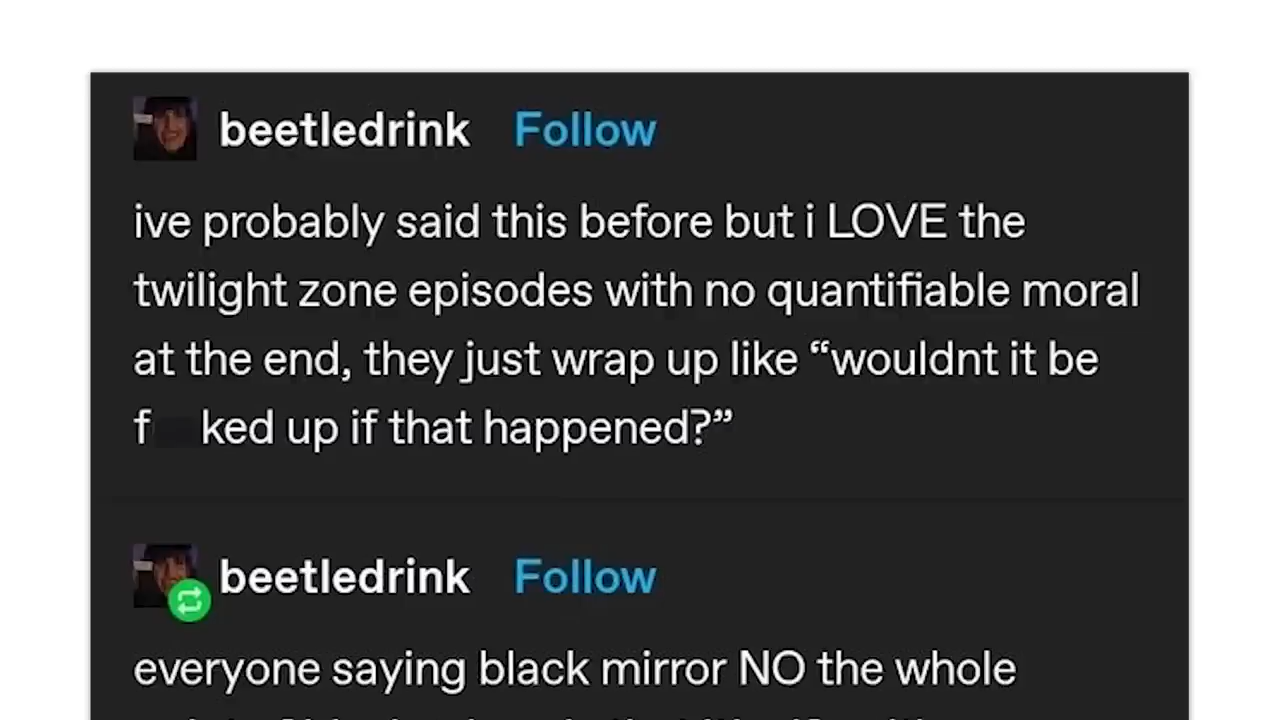 beetledrink Follow
ive probably said this before but i LOVE the
twilight zone episodes with no quantifiable moral
at the end, they just wrap up like “wouldnt it be
f ked up if that happened?”
beetledrink Follow
everyone saying black mirror NO the whole